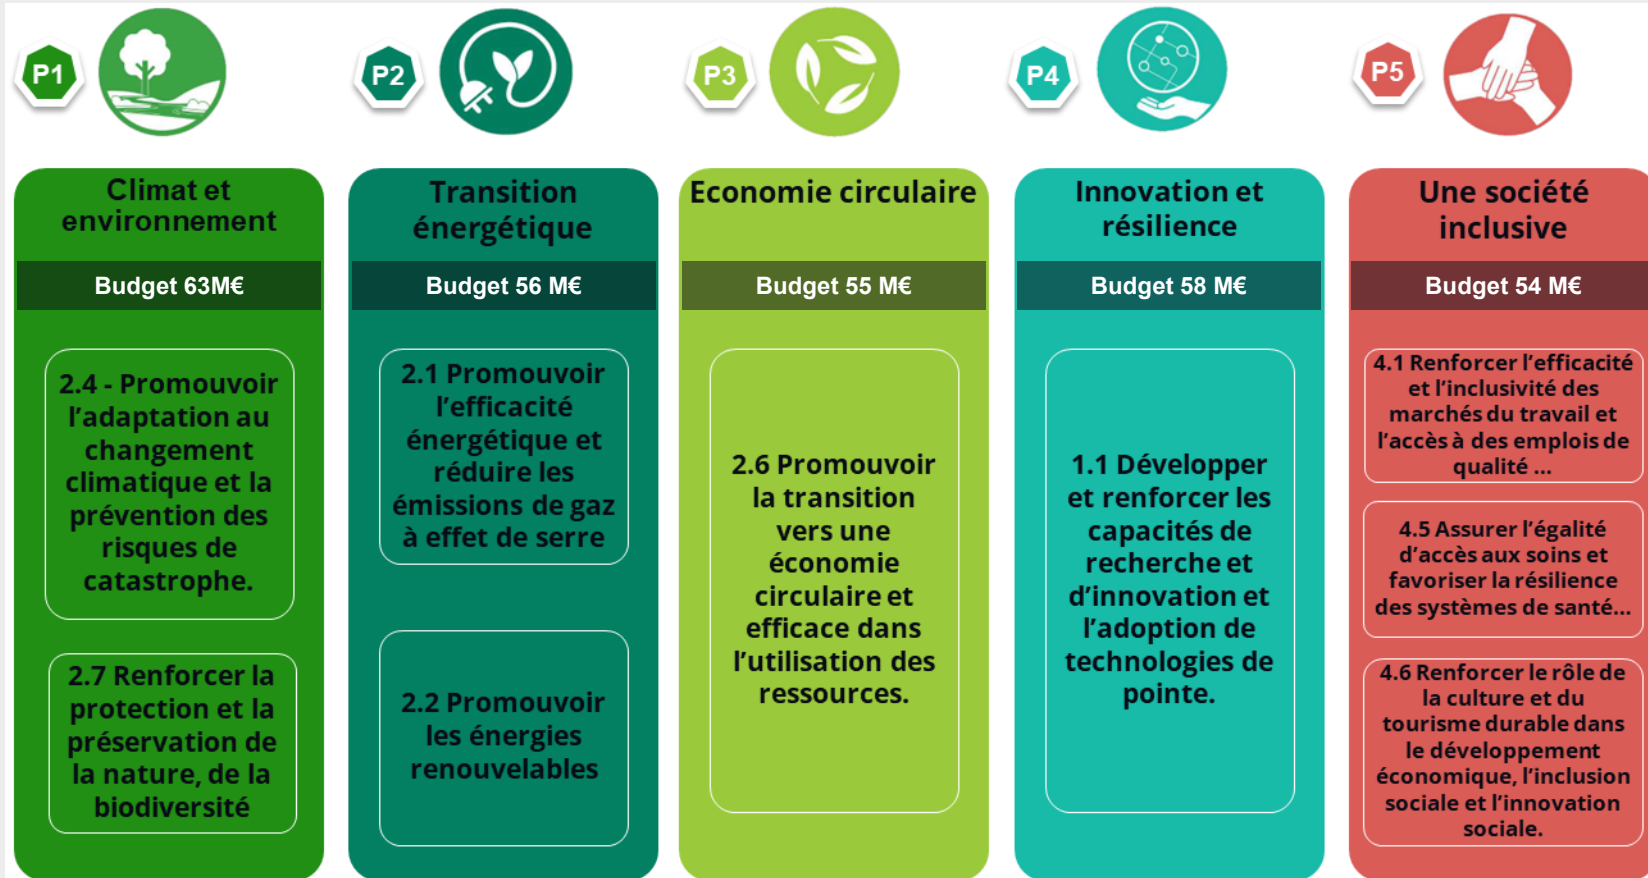 P1
P2
P3
P4
P5
Climat et
environnement
Budget 63M€
2.4 - Promouvoir
l'adaptation au
changement
climatique et la
prévention des
risques de
catastrophe.
2.7 Renforcer la
protection et la
préservation de
la nature, de la
biodiversité
Transition
énergétique
Budget 56 M€
2.1 Promouvoir
l'efficacité
énergétique et
réduire les
émissions de gaz
à effet de serre
2.2 Promouvoir
les énergies
renouvelables
Economie circulaire
Budget 55 M€
2.6 Promouvoir
la transition
vers une
économie
circulaire et
efficace dans
l'utilisation des
ressources.
Innovation et
résilience
Budget 58 M€
1.1 Développer
et renforcer les
capacités de
recherche et
d'innovation et
l'adoption de
technologies de
pointe.
Une société
inclusive
Budget 54 M€
4.1 Renforcer l'efficacité
et l'inclusivité des
marchés du travail et
l'accès à des emplois de
qualité ...
4.5 Assurer l'égalité
d'accès aux soins et
favoriser la résilience
des systèmes de santé...
4.6 Renforcer le rôle de
la culture et du
tourisme durable dans
le développement
économique, l'inclusion
sociale et l'innovation
sociale.